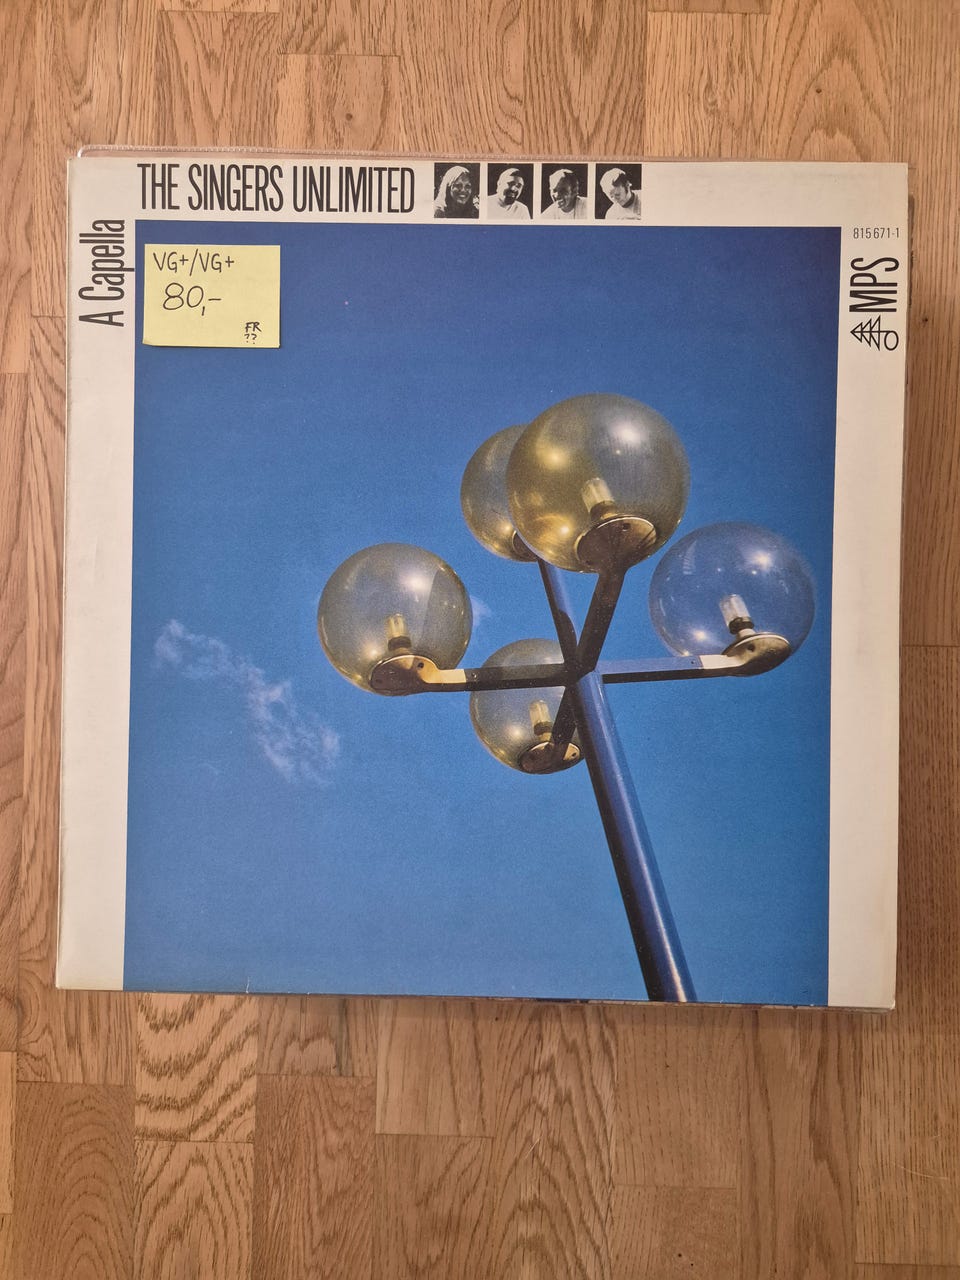 THE SINGERS UNLIMITED
A Capella
VG+/VG+
80,-
FR
??
815 671-1
MPS